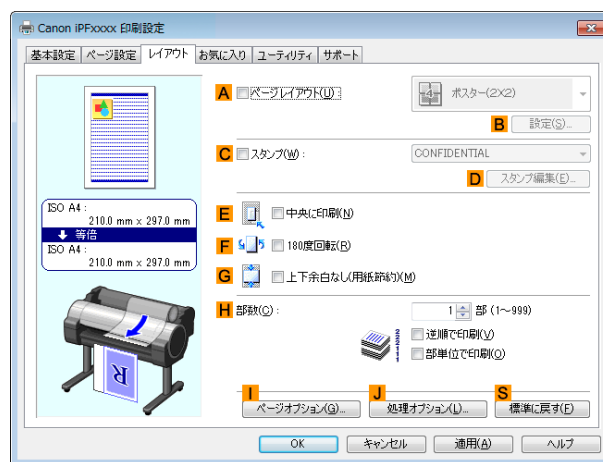 Canon iPFxxxx 印刷設定
基本設定 ページ設定 レイアウト お気に入り ユーティリティ サポート
A ページレイアウト(U) : 4 ポスター(2X2)
B 設定(S)...
C スタンプ(W) : CONFIDENTIAL
D スタンプ編集(E)...
ISO A4 :
210.0 mm x 297.0 mm
等倍
ISO A4 :
210.0 mm x 297.0 mm
E 中央に印刷(N)
F 180度回転(R)
G 上下余白なし(用紙節約)(M)
H 部数(C) : 1 部 (1~999)
逆順で印刷(V)
部単位で印刷(O)
2 2 2 1 1 1
R
I J S
ページオプション(G)... 処理オプション(L)... 標準に戻す(F)
OK キャンセル 適用(A) ヘルプ